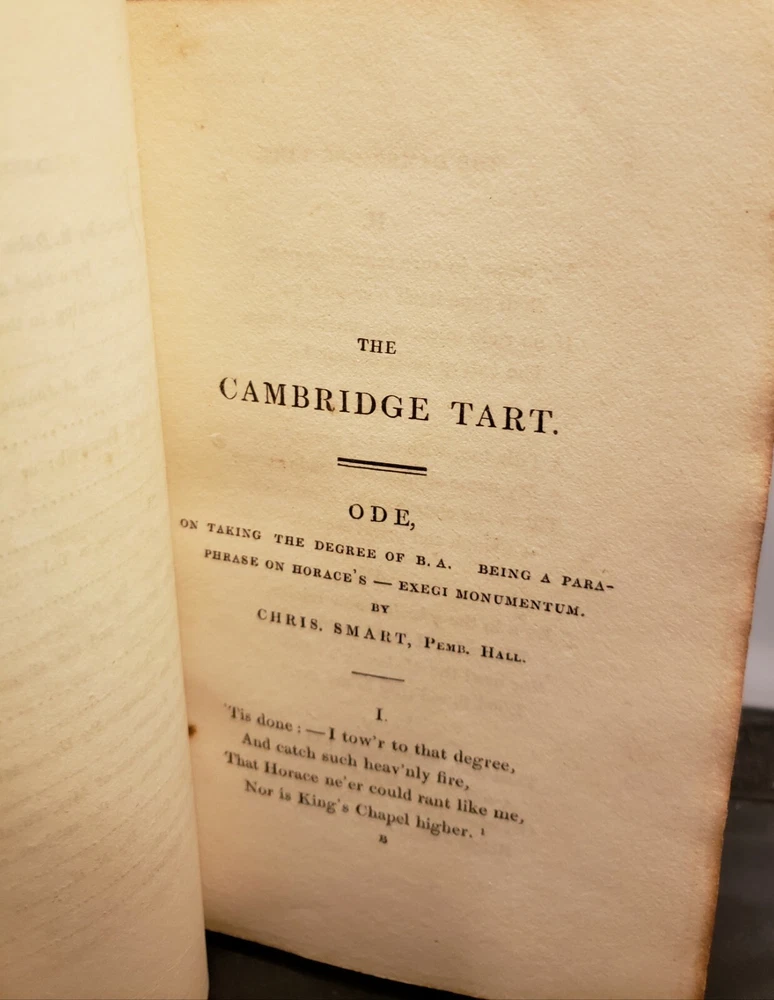 THE
CAMBRIDGE TART.
ODE,
ON TAKING THE DEGREE OF B. A. BEING A PARA-
PHRASE ON HORACE'S — EXEGI MONUMENTUM.
BY
CHRIS. SMART, PEMB. HALL.
I.
'Tis done: — I tow'r to that degree,
And catch such heav'nly fire,
That Horace ne'er could rant like me,
Nor is King's Chapel higher. ¹
B